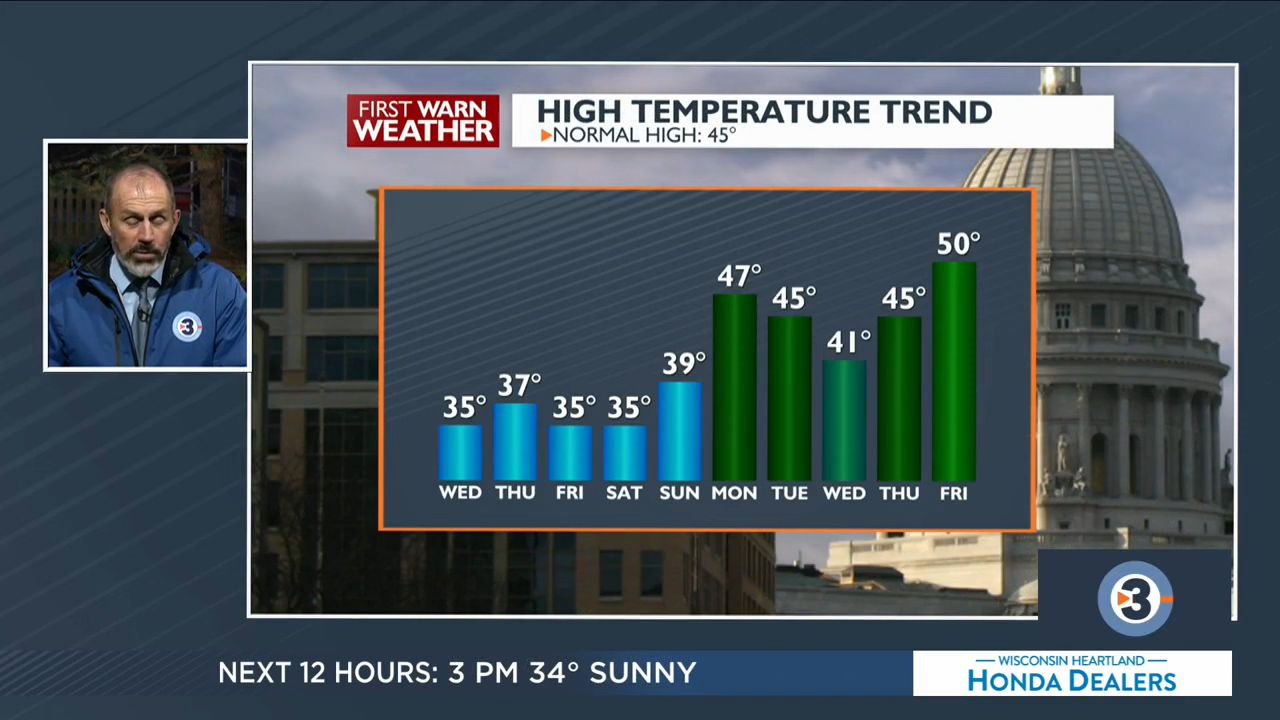 FIRST WARN
WEATHER
HIGH TEMPERATURE TREND
NORMAL HIGH: 45°
35° 37° 35° 35° 39° 47° 45° 41° 45° 50°
WED THU FRI SAT SUN MON TUE WED THU FRI
3
3
NEXT 12 HOURS: 3 PM 34° SUNNY
WISCONSIN HEARTLAND
HONDA DEALERS